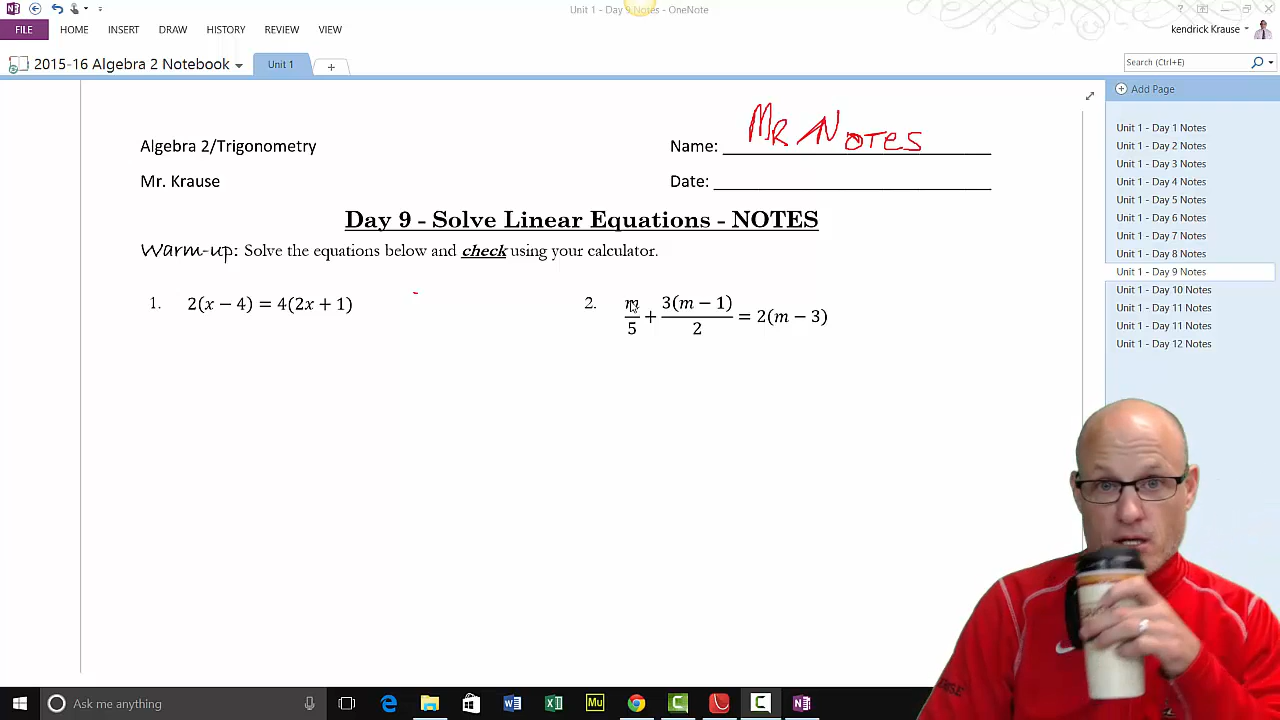 Unit 1 - Day 9 Notes - OneNote
FILE HOME INSERT DRAW HISTORY REVIEW VIEW
kendrick Krause
2015-16 Algebra 2 Notebook
Unit 1
Search (Ctrl+E)
Add Page
Unit 1 - Day 1 Notes
Unit 1 - Day 2 Notes
Unit 1 - Day 3 Notes
Unit 1 - Day 4 Notes
Unit 1 - Day 5 Notes
Unit 1 - Day 6 Notes
Unit 1 - Day 7 Notes
Unit 1 - Day 8 Notes
Unit 1 - Day 9 Notes
Unit 1 - Day 10 Notes
Unit 1 - Day 11 Notes
Unit 1 - Day 11 Notes
Unit 1 - Day 12 Notes
Algebra 2/Trigonometry
Name: MR NOTES
Mr. Krause
Date:
Day 9 - Solve Linear Equations - NOTES
Warm-up: Solve the equations below and check using your calculator.
1. 2(x − 4) = 4(2x + 1)
2. m/5 + 3(m − 1)/2 = 2(m − 3)
Ask me anything